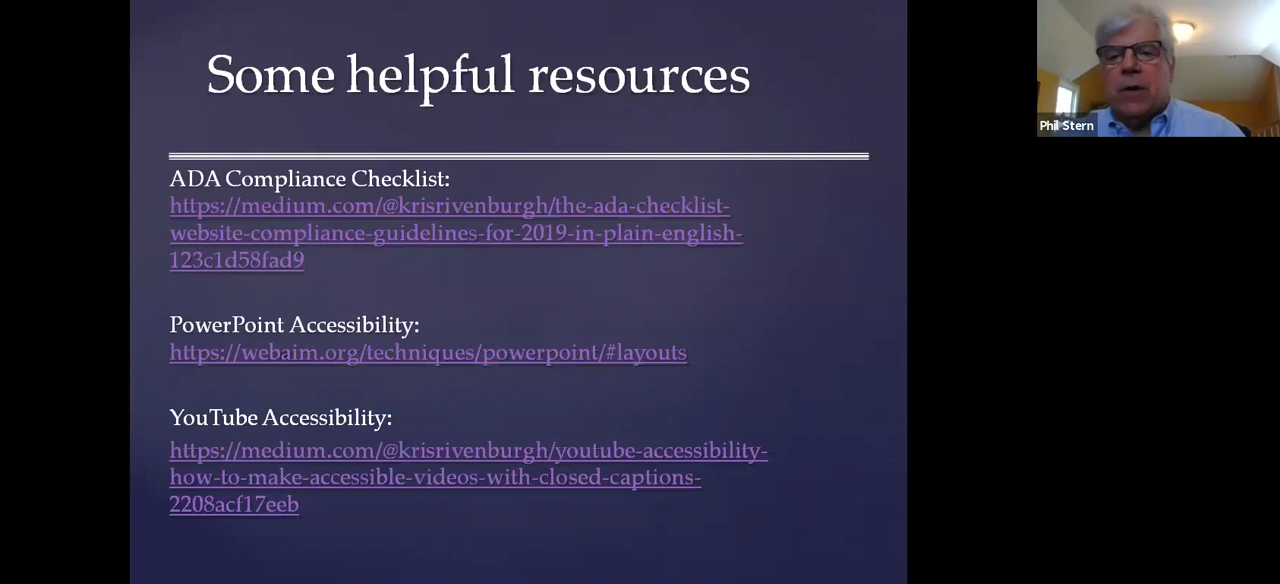 Some helpful resources
ADA Compliance Checklist:
https://medium.com/@krisrivenburgh/the-ada-checklist-
website-compliance-guidelines-for-2019-in-plain-english-
123c1d58fad9
PowerPoint Accessibility:
https://webaim.org/techniques/powerpoint/#layouts
YouTube Accessibility:
https://medium.com/@krisrivenburgh/youtube-accessibility-
how-to-make-accessible-videos-with-closed-captions-
2208acf17eeb
Phil Stern